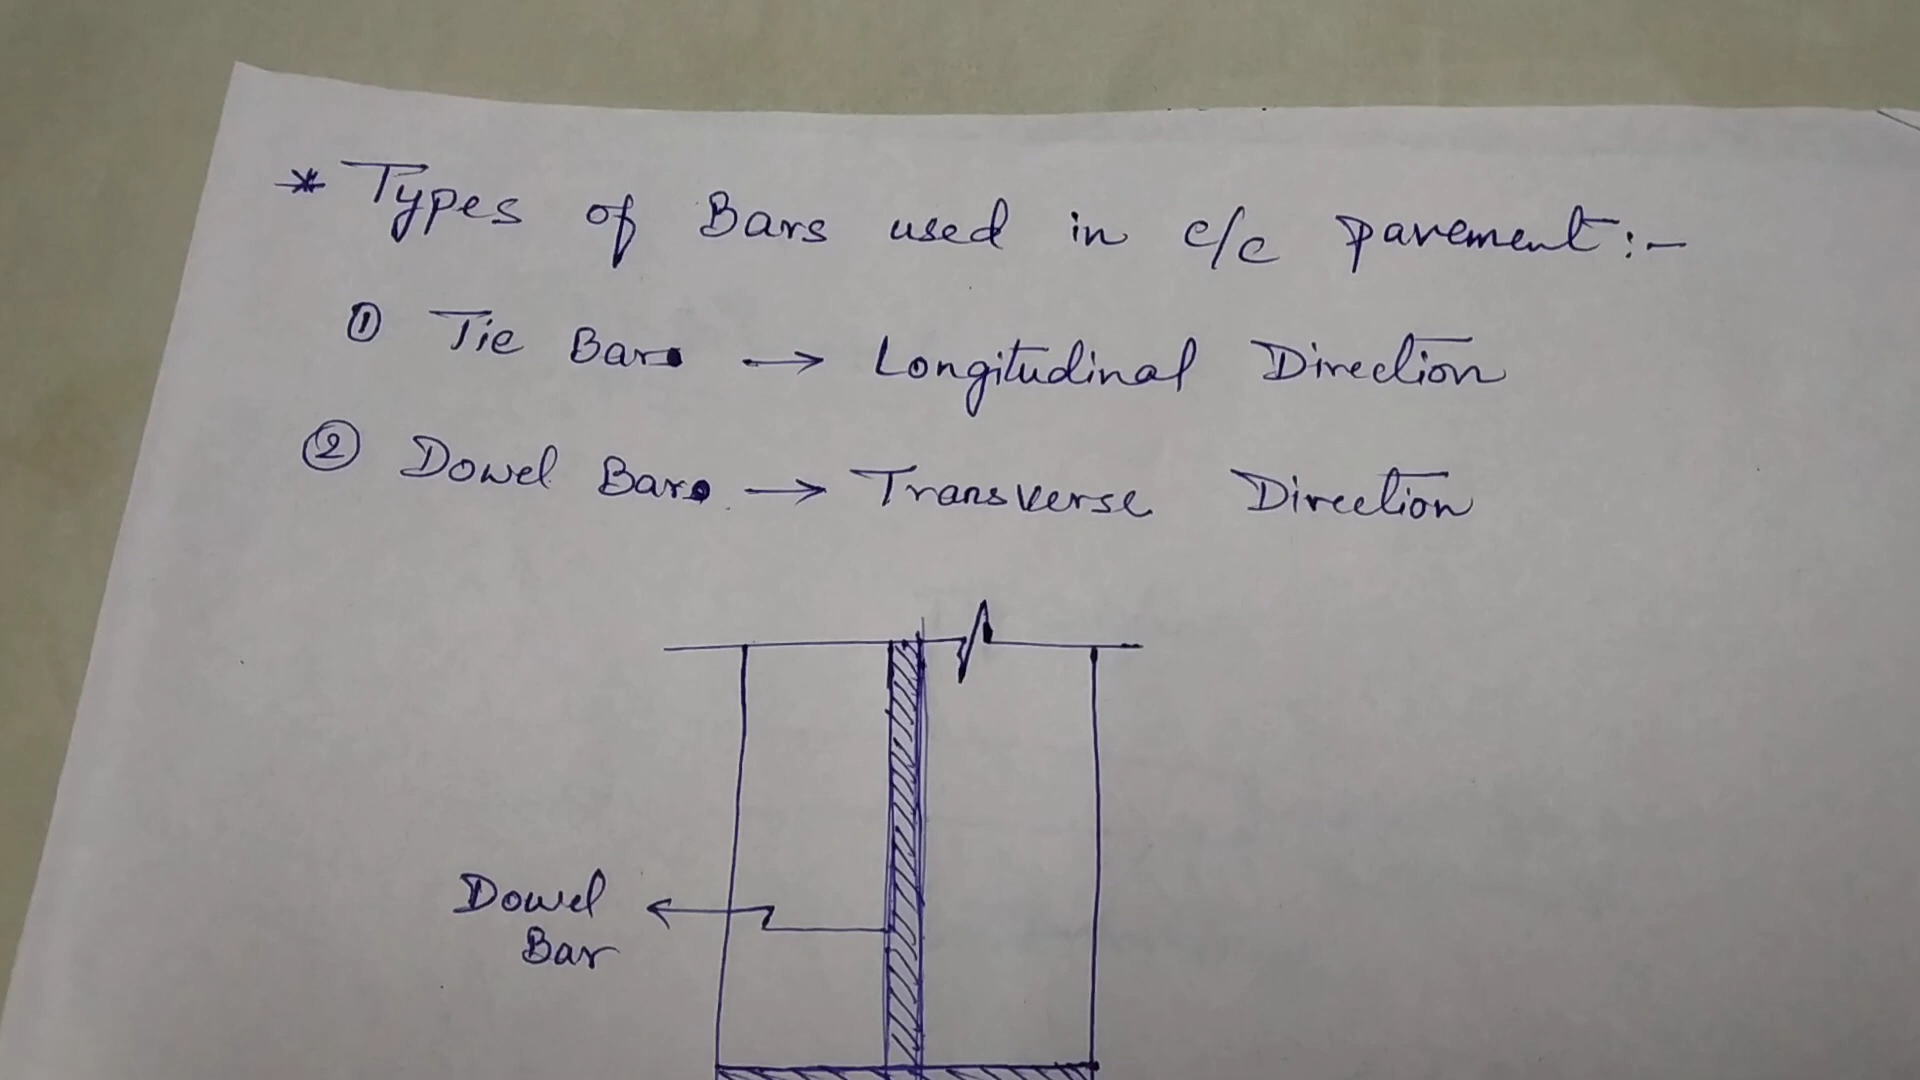 * Types of Bars used in c/c pavement:-
① Tie Bars → Longitudinal Direction
② Dowel Bars → Transverse Direction
Dowel
Bar